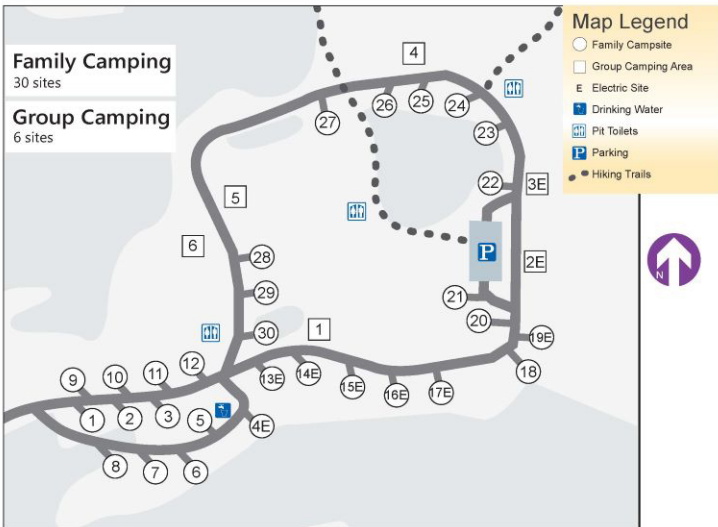 Family Camping
30 sites
Group Camping
6 sites
Map Legend
Family Campsite
Group Camping Area
E Electric Site
Drinking Water
Pit Toilets
P Parking
Hiking Trails
N
4
27
26
25
24
23
22
3E
5
6
28
29
30
P
2E
21
20
19E
18
1
12
13E
14E
15E
16E
17E
9
10
11
1
2
3
5
4E
8
7
6